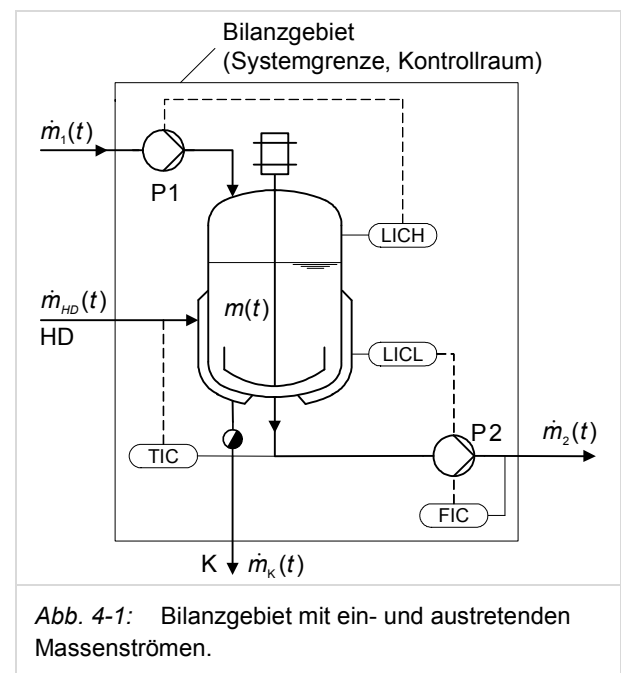 Bilanzgebiet
(Systemgrenze, Kontrollraum)
ṁ₁(t)
P1
LICH
ṁ_HD(t)
HD
m(t)
LICL
P2
ṁ₂(t)
TIC
FIC
K ṁ_K(t)
Abb. 4-1: Bilanzgebiet mit ein- und austretenden
Massenströmen.